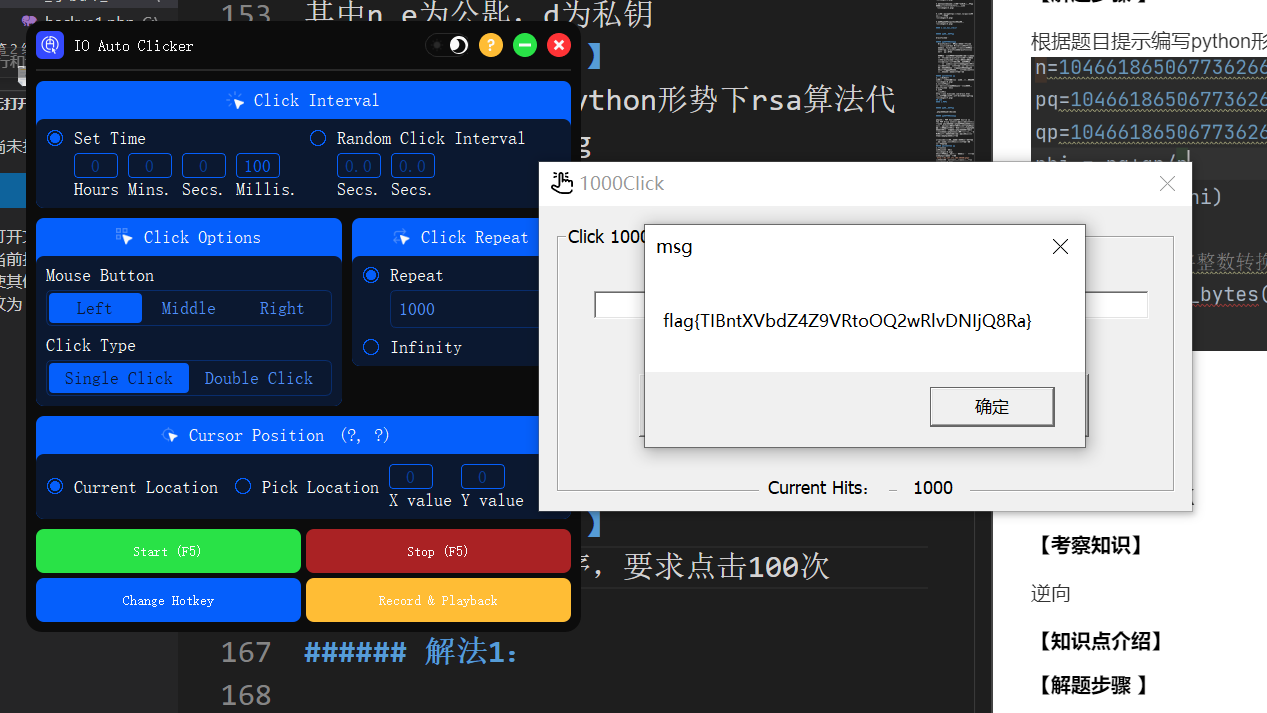 IO Auto Clicker
?
Click Interval
Set Time
Random Click Interval
0 0 0 100
0.0 0.0
Hours Mins. Secs. Millis.
Secs. Secs.
Click Options
Mouse Button
Left Middle Right
Click Type
Single Click Double Click
Click Repeat
Repeat
1000
Infinity
Cursor Position (?, ?)
Current Location
Pick Location
0 0
X value Y value
Start (F5)
Stop (F5)
Change Hotkey
Record & Playback
1000Click
Click 1000
msg
flag{TIBntXVbdZ4Z9VRtoOQ2wRlvDNIjQ8Ra}
确定
Current Hits: 1000
153 其中n,e为公匙，d为私钥
】
ython形势下rsa算法代
g
】
，要求点击100次
167 ###### 解法1:
168
根据题目提示编写python形
n=104661865067736266
pq=104661865067736266
qp=104661865067736266
hi)
整数转换
_bytes(
【考察知识】
逆向
【知识点介绍】
【解题步骤 】